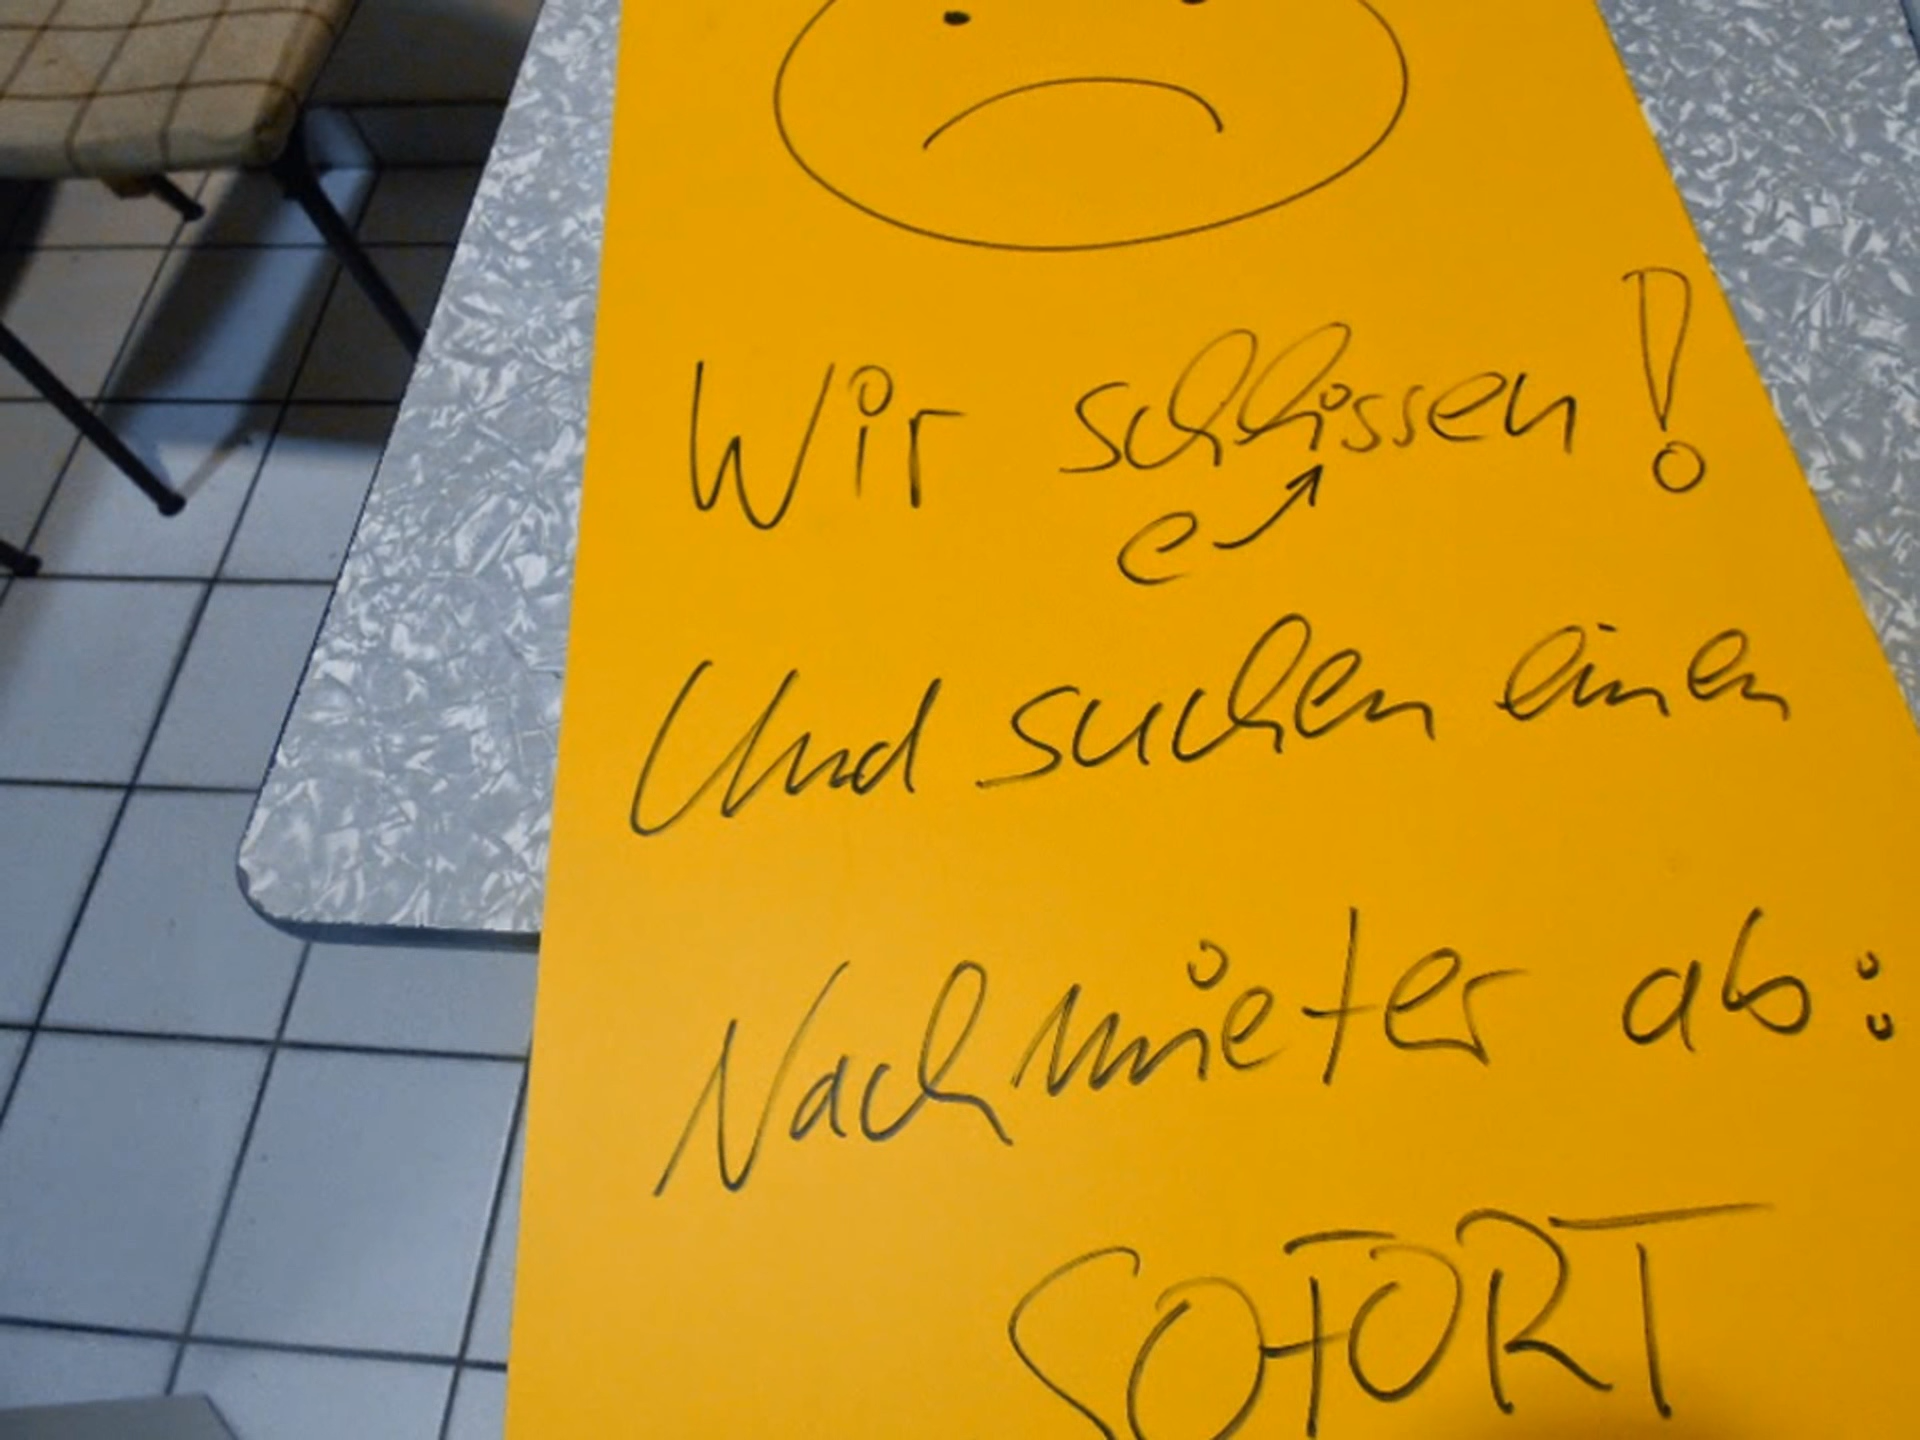 Wir schlissen!
e
Und suchen einen
Nachmieter ab:
SOFORT